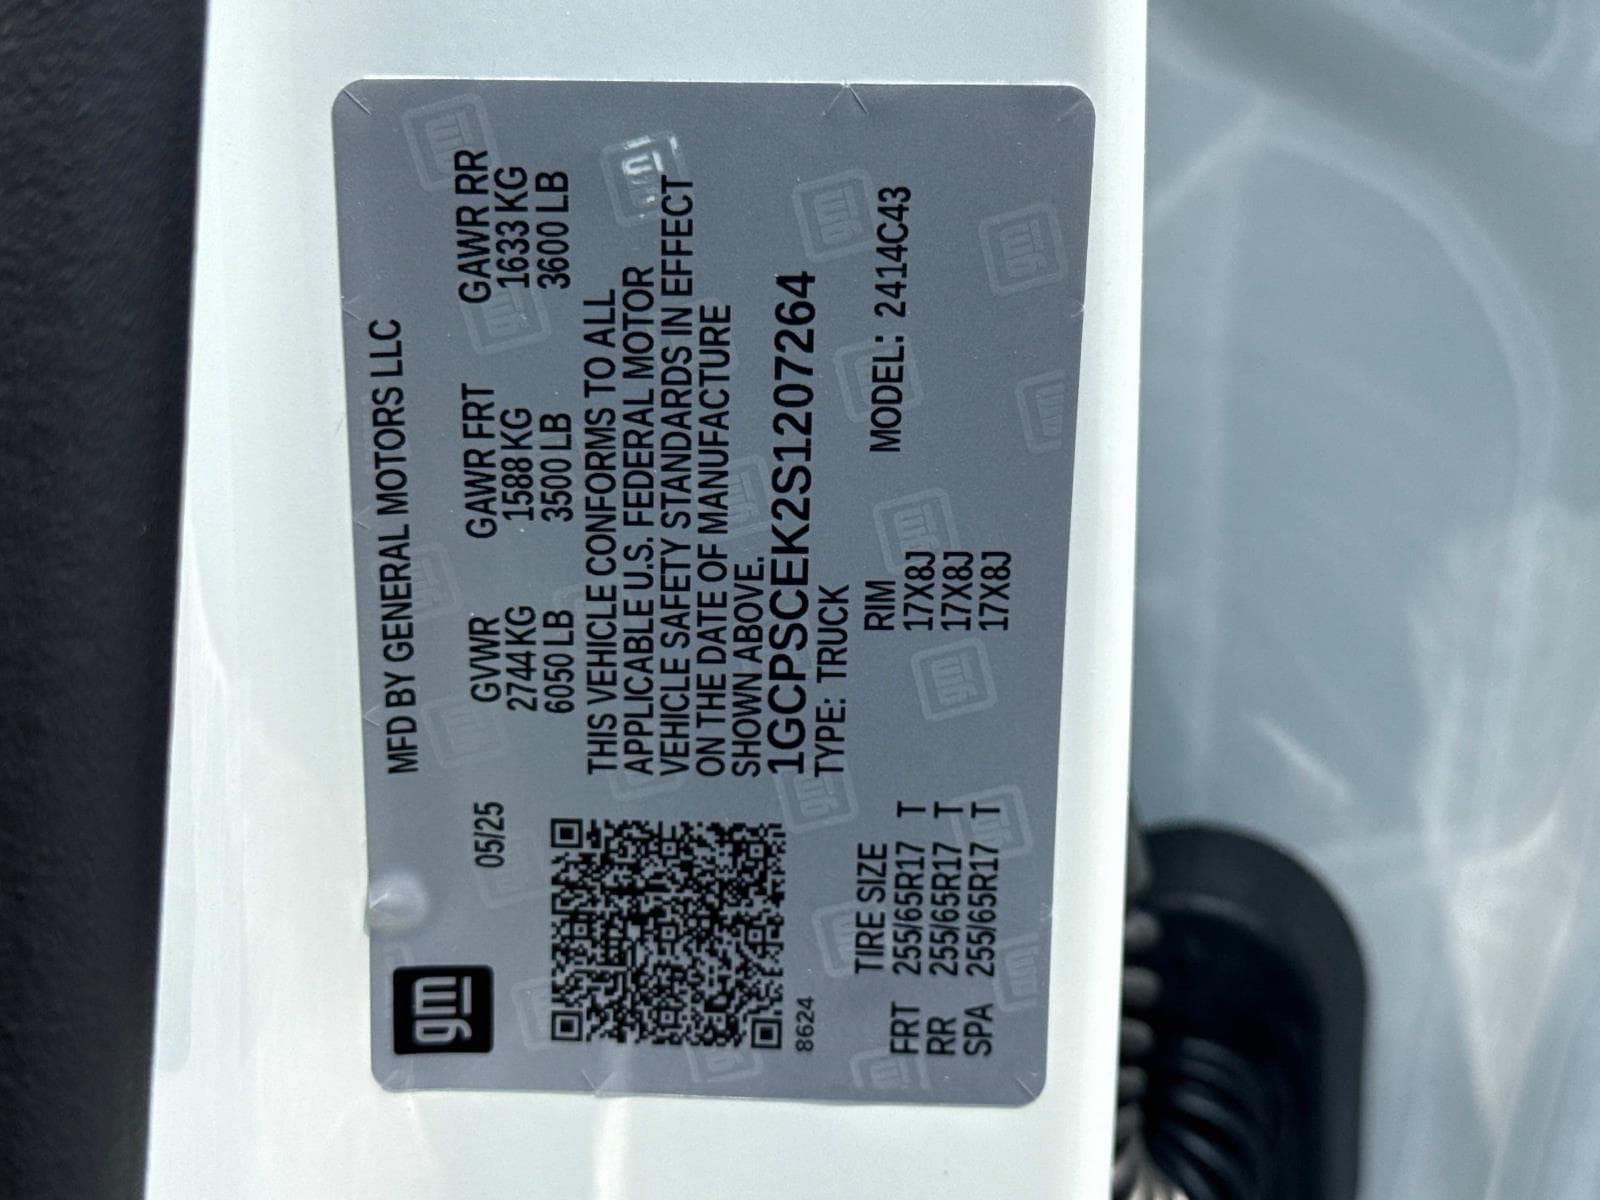 gm
MFD BY GENERAL MOTORS LLC
05/25
GVWR GAWR FRT GAWR RR
2744 KG 1588 KG 1633 KG
6050 LB 3500 LB 3600 LB
THIS VEHICLE CONFORMS TO ALL
APPLICABLE U.S. FEDERAL MOTOR
VEHICLE SAFETY STANDARDS IN EFFECT
ON THE DATE OF MANUFACTURE
SHOWN ABOVE.
1GCPSCEK2S1207264
8624
TYPE: TRUCK
TIRE SIZE RIM MODEL: 2414C43
FRT 255/65R17 T 17X8J
RR 255/65R17 T 17X8J
SPA 255/65R17 T 17X8J